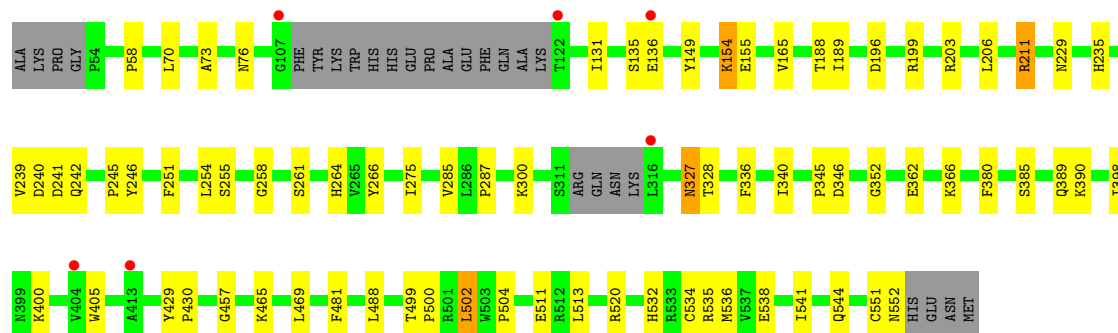 ALA LYS PRO GLY P54 P58 L70 A73 N76 G107 PHE TYR LYS TRP HIS HIS GLU PRO ALA GLU PHE GLN ALA LYS T122 I131 S135 E136 Y149 K154 E155 V165 T188 I189 D196 R199 R203 L206 R211 N229 H235
V239 D240 D241 Q242 P245 Y246 F251 L254 S255 G258 S261 H264 V265 Y266 I275 V285 L286 P287 K300 S311 ARG GLN ASN LYS L316 N327 T328 F336 I340 P345 D346 G352 E362 K366 F380 S385 Q389 K390 I398
N399 K400 V404 W405 A413 Y429 P430 G457 K465 L469 F481 L488 T499 P500 R501 L502 W503 P504 E511 R512 L513 R520 H532 R533 C534 R535 M536 V537 E538 I541 Q544 C551 N552 HIS GLU ASN MET